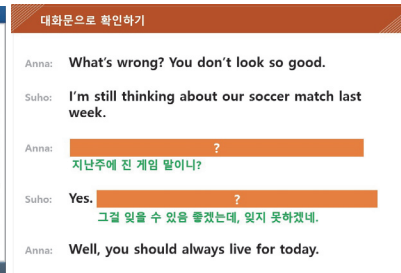 대화문으로 확인하기
Anna: What's wrong? You don't look so good.
Suho: I'm still thinking about our soccer match last
week.
Anna: ?
지난주에 진 게임 말이니?
Suho: Yes. ?
그걸 잊을 수 있음 좋겠는데, 잊지 못하겠네.
Anna: Well, you should always live for today.